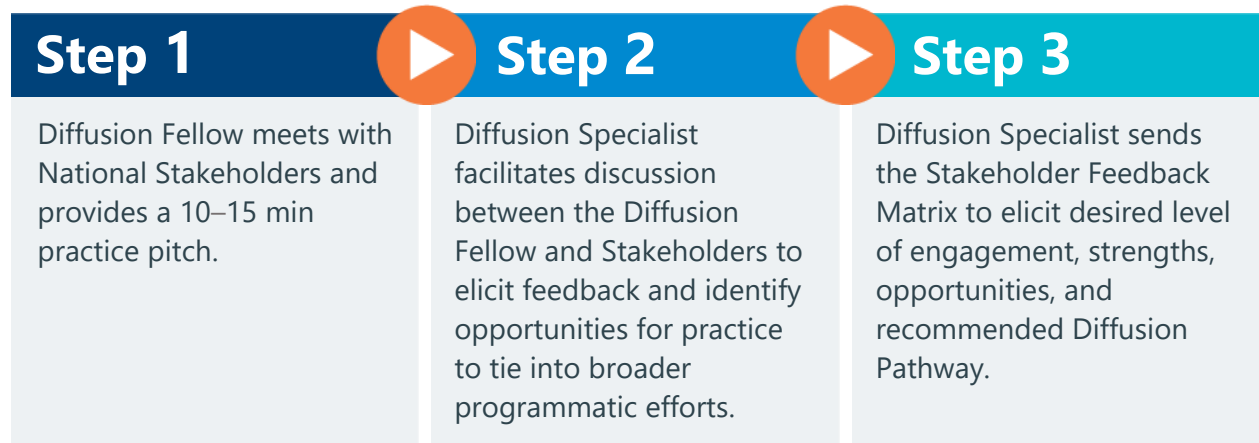 Step 1
Diffusion Fellow meets with
National Stakeholders and
provides a 10–15 min
practice pitch.
Step 2
Diffusion Specialist
facilitates discussion
between the Diffusion
Fellow and Stakeholders to
elicit feedback and identify
opportunities for practice
to tie into broader
programmatic efforts.
Step 3
Diffusion Specialist sends
the Stakeholder Feedback
Matrix to elicit desired level
of engagement, strengths,
opportunities, and
recommended Diffusion
Pathway.